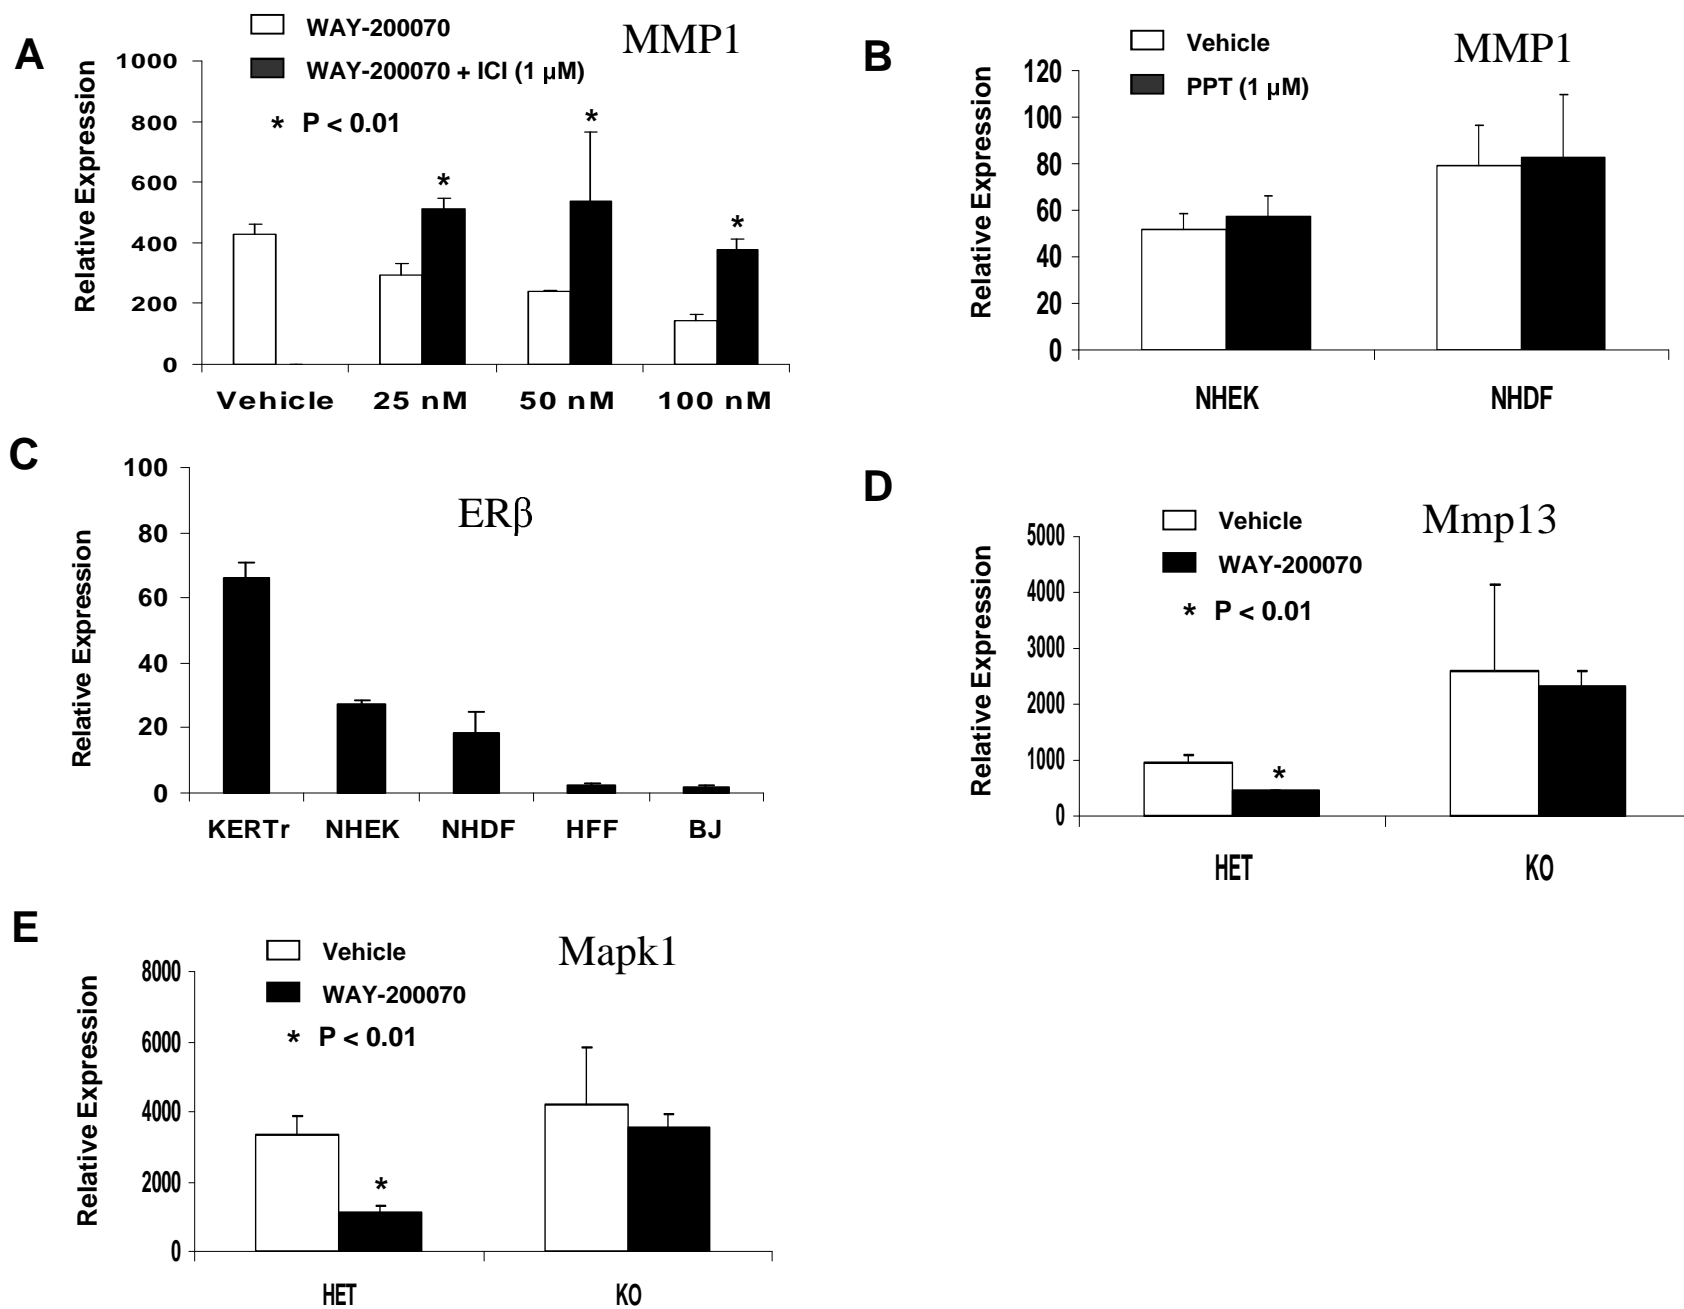 A
WAY-200070
WAY-200070 + ICI (1 µM)
* P < 0.01
MMP1
Relative Expression
1000
800
600
400
200
0
*
*
*
Vehicle 25 nM 50 nM 100 nM
B
Vehicle
PPT (1 µM)
MMP1
Relative Expression
120
100
80
60
40
20
0
NHEK NHDF
C
ERβ
Relative Expression
100
80
60
40
20
0
KERTr NHEK NHDF HFF BJ
D
Vehicle
WAY-200070
* P < 0.01
Mmp13
Relative Expression
5000
4000
3000
2000
1000
0
*
HET KO
E
Vehicle
WAY-200070
* P < 0.01
Mapk1
Relative Expression
8000
6000
4000
2000
0
*
HET KO